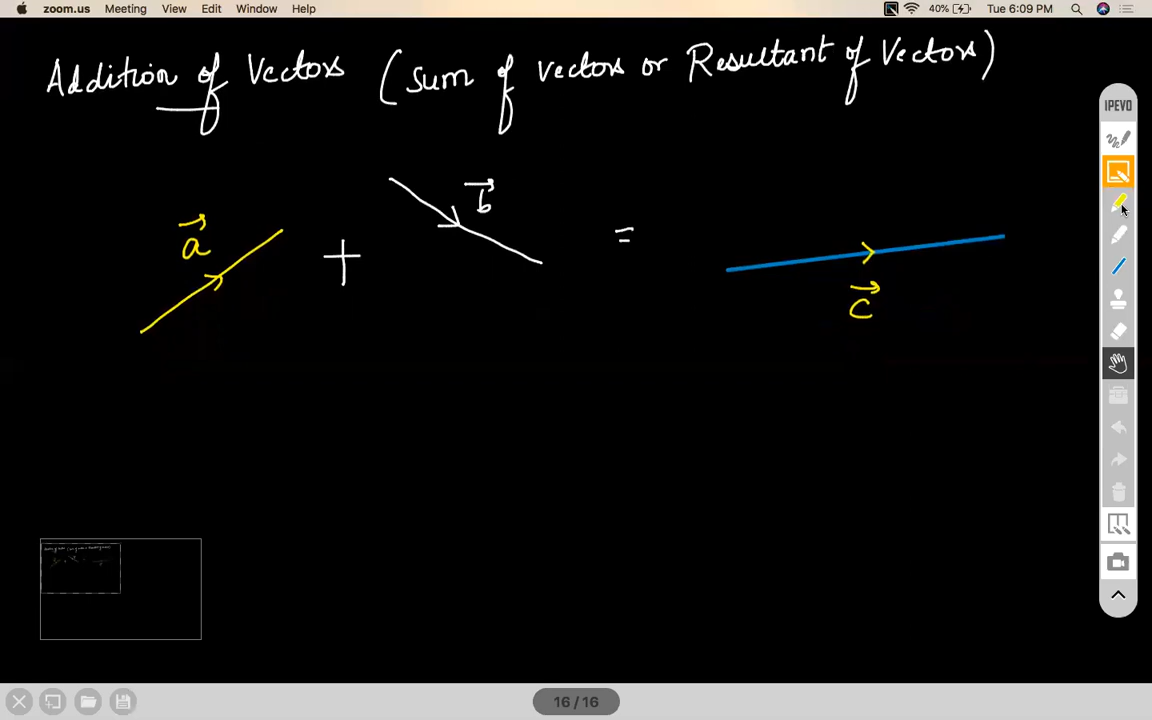 zoom.us Meeting View Edit Window Help 40% Tue 6:09 PM
Addition of Vectors (Sum of vectors or Resultant of Vectors)
IPEVO
a⃗ + b⃗ = c⃗
16 / 16